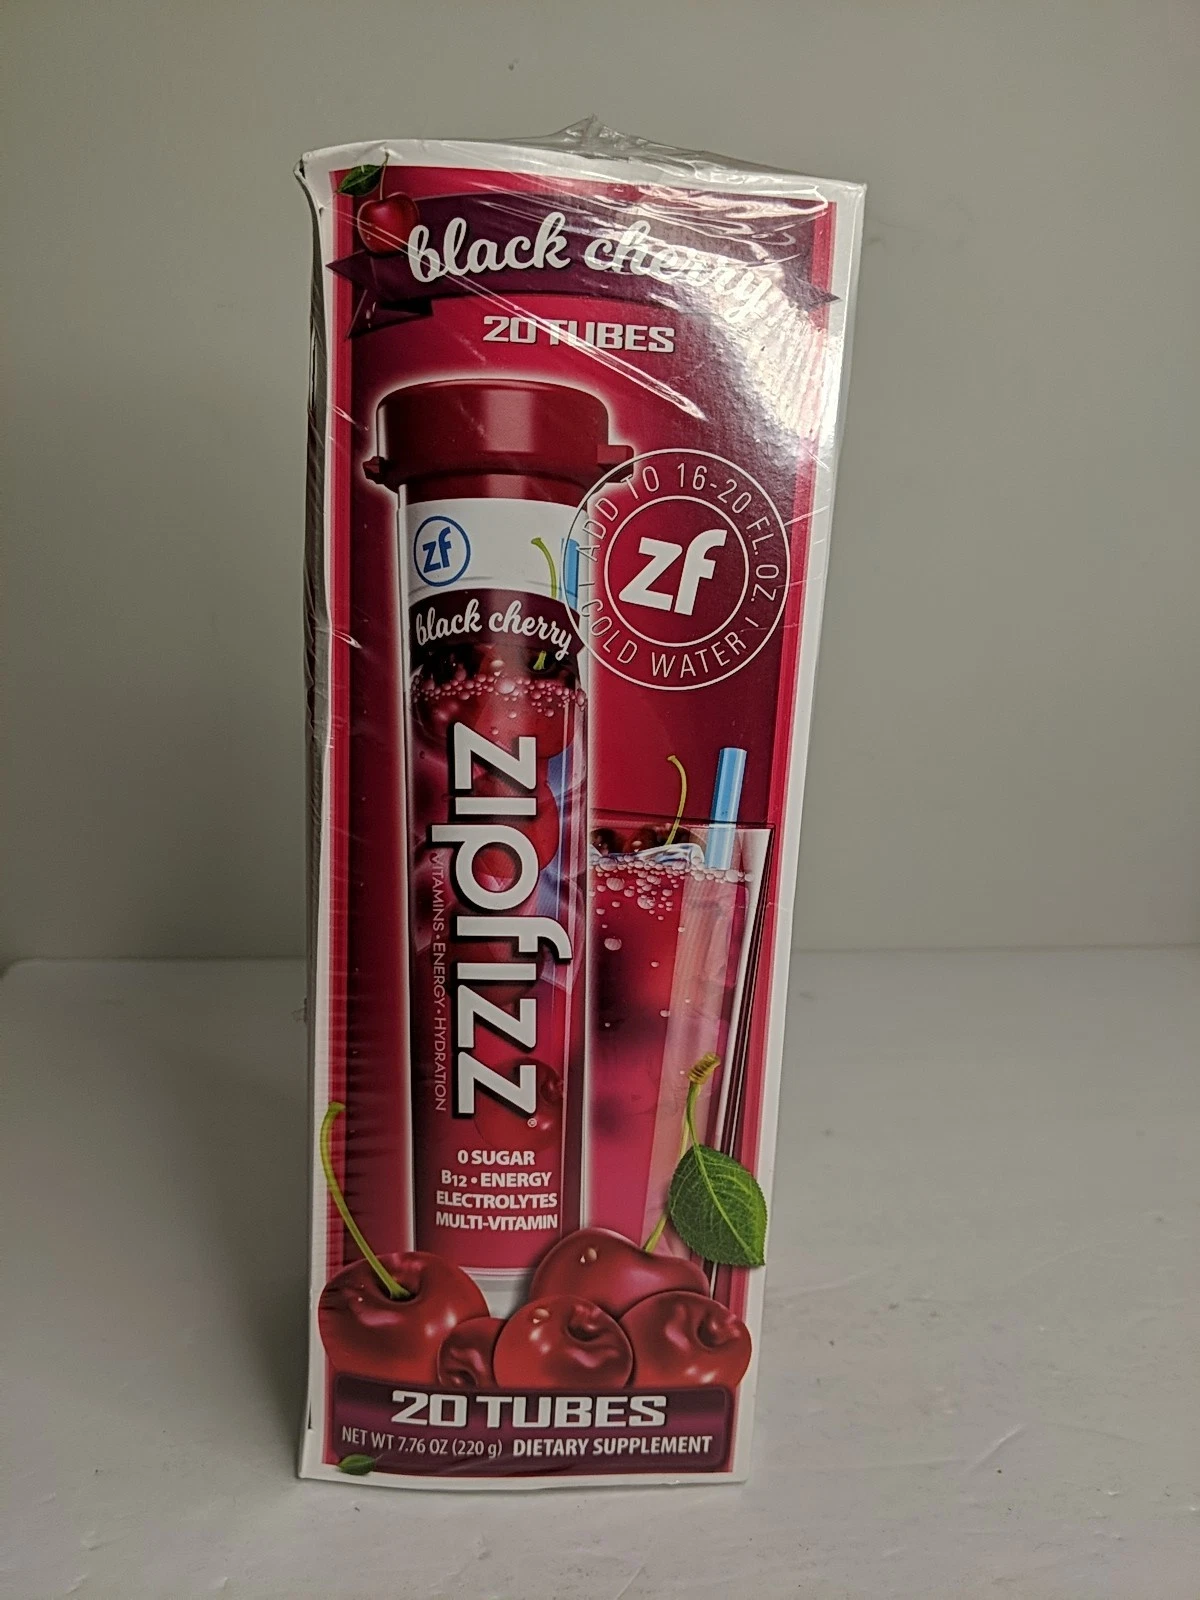 black cherry
20 TUBES
ADD TO 16-20 FL. OZ.
COLD WATER
zf
zf
black cherry
zipfizz®
VITAMINS • ENERGY • HYDRATION
0 SUGAR
B12 • ENERGY
ELECTROLYTES
MULTI-VITAMIN
20 TUBES
NET WT 7.76 OZ (220 g) DIETARY SUPPLEMENT